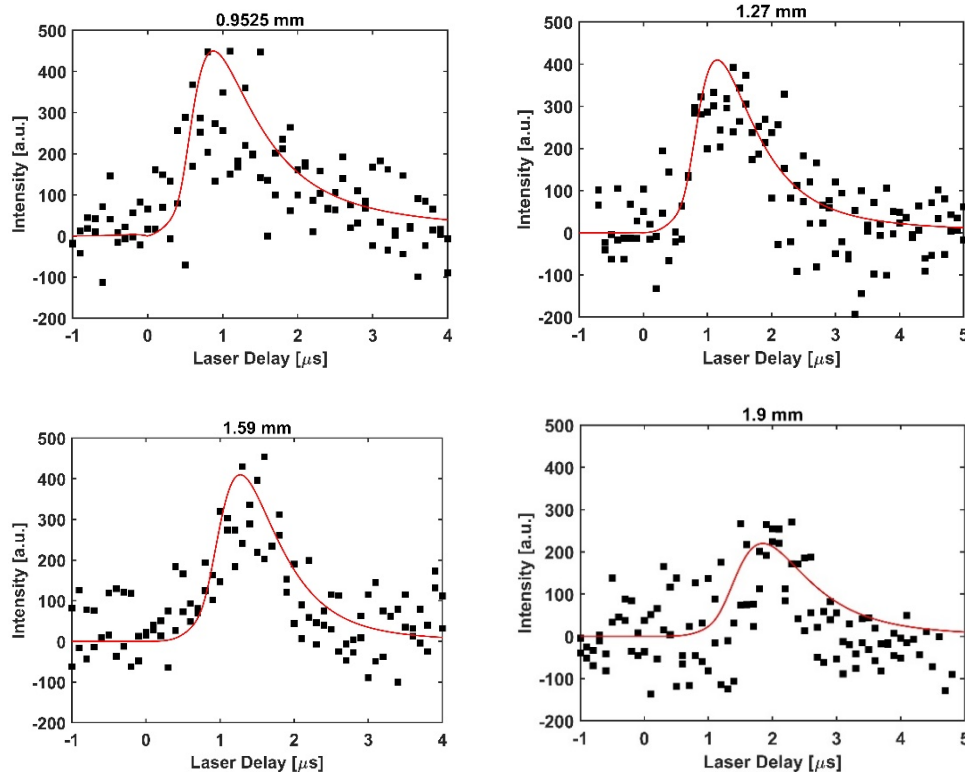 0.9525 mm
500
400
300
200
100
0
-100
-200
Intensity [a.u.]
-1 0 1 2 3 4
Laser Delay [μs]
1.27 mm
500
400
300
200
100
0
-100
-200
Intensity [a.u.]
-1 0 1 2 3 4 5
Laser Delay [μs]
1.59 mm
500
400
300
200
100
0
-100
-200
Intensity [a.u.]
-1 0 1 2 3 4
Laser Delay [μs]
1.9 mm
500
400
300
200
100
0
-100
-200
Intensity [a.u.]
-1 0 1 2 3 4 5
Laser Delay [μs]